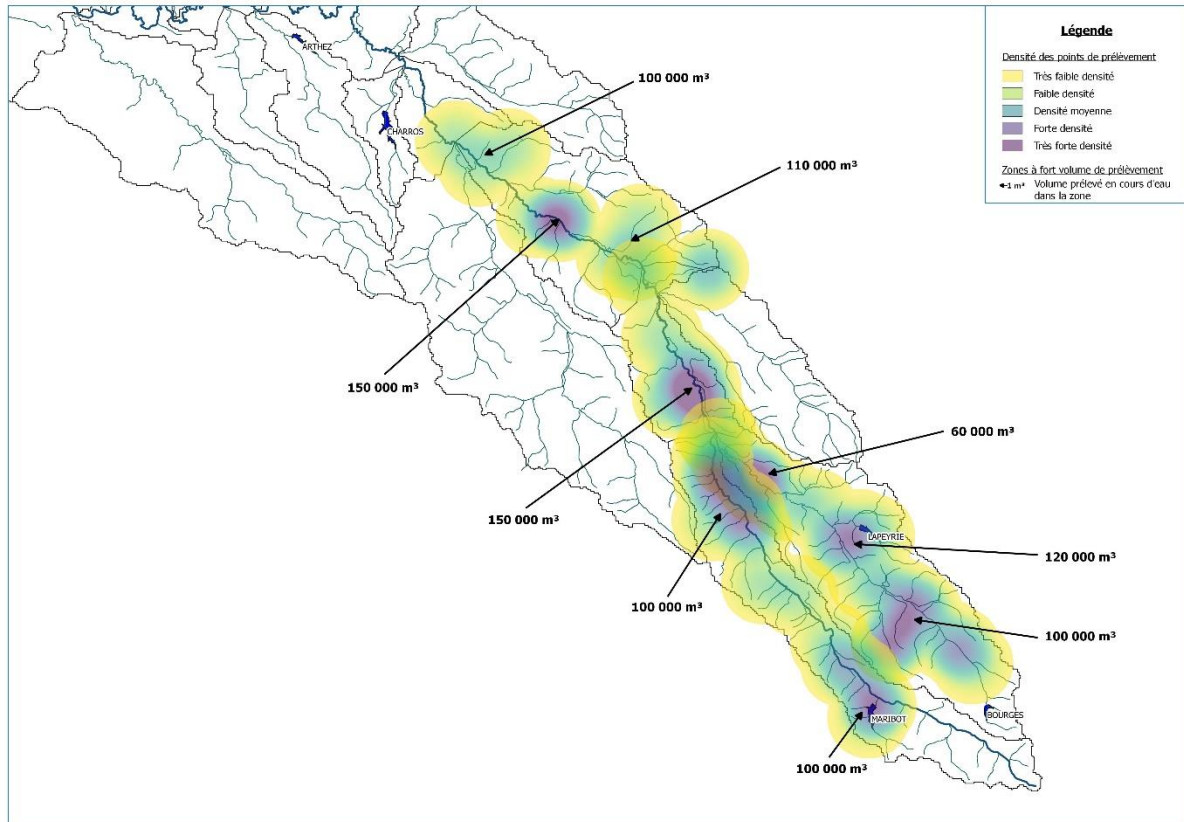 ARTHEZ
CHARROS
100 000 m³
110 000 m³
150 000 m³
150 000 m³
60 000 m³
LAPEYRIE
120 000 m³
100 000 m³
100 000 m³
MARIBOT
BOURGES
100 000 m³
Légende
Densité des points de prélèvement
Très faible densité
Faible densité
Densité moyenne
Forte densité
Très forte densité
Zones à fort volume de prélèvement
1 m³ Volume prélevé en cours d'eau
dans la zone